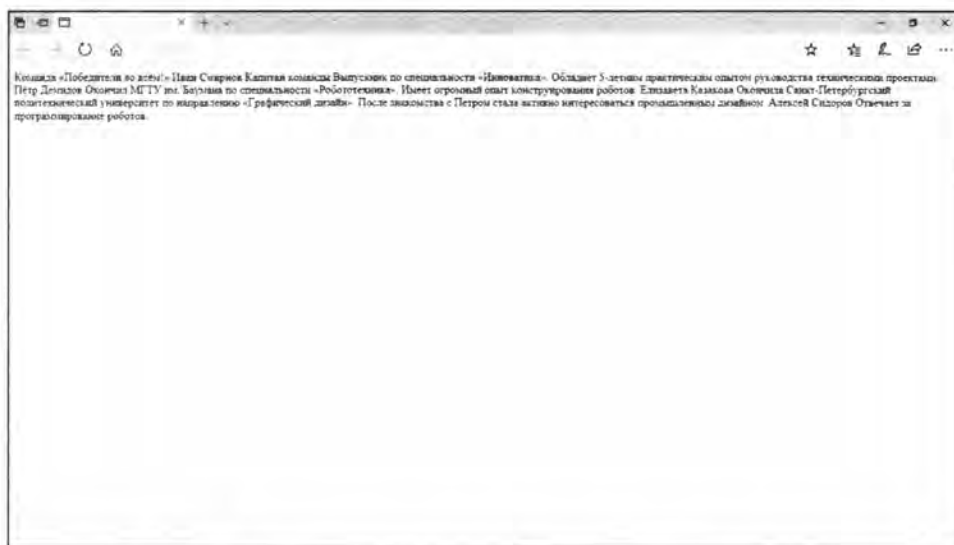 Команда «Победители во всём!» Иван Смирнов Капитан команды Выпускник по специальности «Инноватика». Обладает 5-летним практическим опытом руководства техническими проектами.
Пётр Демидов Окончил МГТУ им. Баумана по специальности «Робототехника». Имеет огромный опыт конструирования роботов. Елизавета Казакова Окончила Санкт-Петербургский
политехнический университет по направлению «Графический дизайн». После знакомства с Петром стала активно интересоваться промышленным дизайном. Алексей Сидоров Отвечает за
программирование роботов.